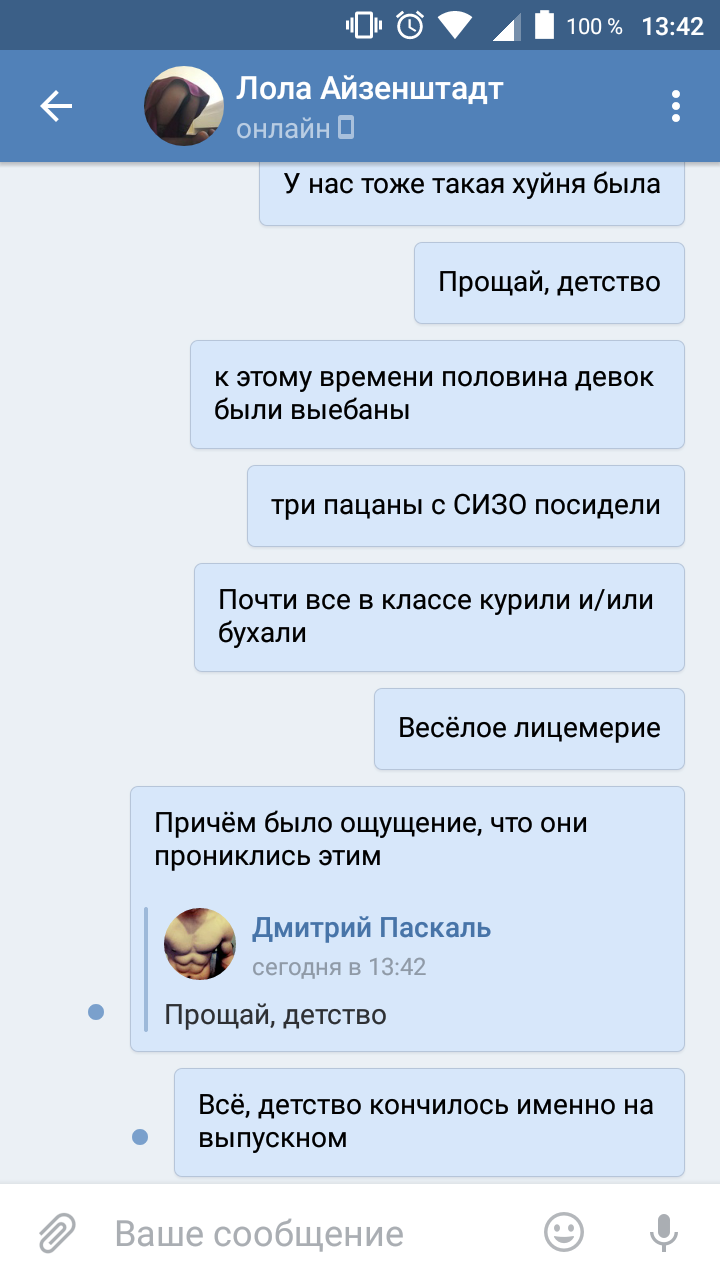 100 % 13:42
Лола Айзенштадт
онлайн
У нас тоже такая хуйня была
Прощай, детство
к этому времени половина девок
были выебаны
три пацаны с СИЗО посидели
Почти все в классе курили и/или
бухали
Весёлое лицемерие
Причём было ощущение, что они
прониклись этим
Дмитрий Паскаль
сегодня в 13:42
Прощай, детство
Всё, детство кончилось именно на
выпускном
Ваше сообщение